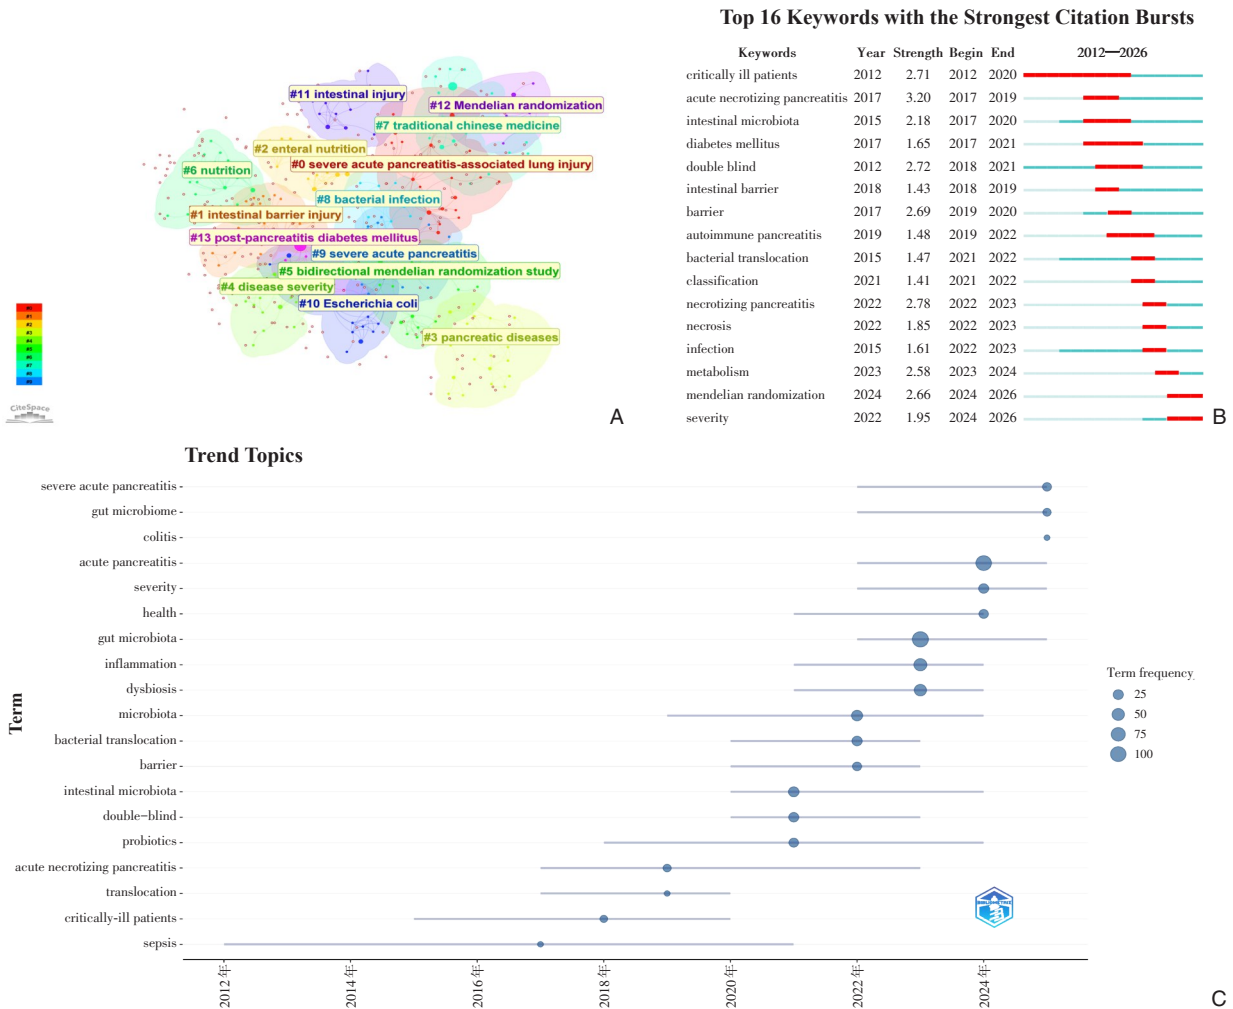 #11 intestinal injury
#12 Mendelian randomization
#7 traditional chinese medicine
#2 enteral nutrition
#0 severe acute pancreatitis-associated lung injury
#6 nutrition
#8 bacterial infection
#1 intestinal barrier injury
#13 post-pancreatitis diabetes mellitus
#9 severe acute pancreatitis
#5 bidirectional mendelian randomization study
#4 disease severity
#10 Escherichia coli
#3 pancreatic diseases
CiteSpace
A
Top 16 Keywords with the Strongest Citation Bursts
Keywords Year Strength Begin End 2012—2026
critically ill patients 2012 2.71 2012 2020
acute necrotizing pancreatitis 2017 3.20 2017 2019
intestinal microbiota 2015 2.18 2017 2020
diabetes mellitus 2017 1.65 2017 2021
double blind 2012 2.72 2018 2021
intestinal barrier 2018 1.43 2018 2019
barrier 2017 2.69 2019 2020
autoimmune pancreatitis 2019 1.48 2019 2022
bacterial translocation 2015 1.47 2021 2022
classification 2021 1.41 2021 2022
necrotizing pancreatitis 2022 2.78 2022 2023
necrosis 2022 1.85 2022 2023
infection 2015 1.61 2022 2023
metabolism 2023 2.58 2023 2024
mendelian randomization 2024 2.66 2024 2026
severity 2022 1.95 2024 2026
B
Trend Topics
Term
severe acute pancreatitis
gut microbiome
colitis
acute pancreatitis
severity
health
gut microbiota
inflammation
dysbiosis
microbiota
bacterial translocation
barrier
intestinal microbiota
double-blind
probiotics
acute necrotizing pancreatitis
translocation
critically-ill patients
sepsis
2012年
2014年
2016年
2018年
2020年
2022年
2024年
Term frequency
25
50
75
100
C